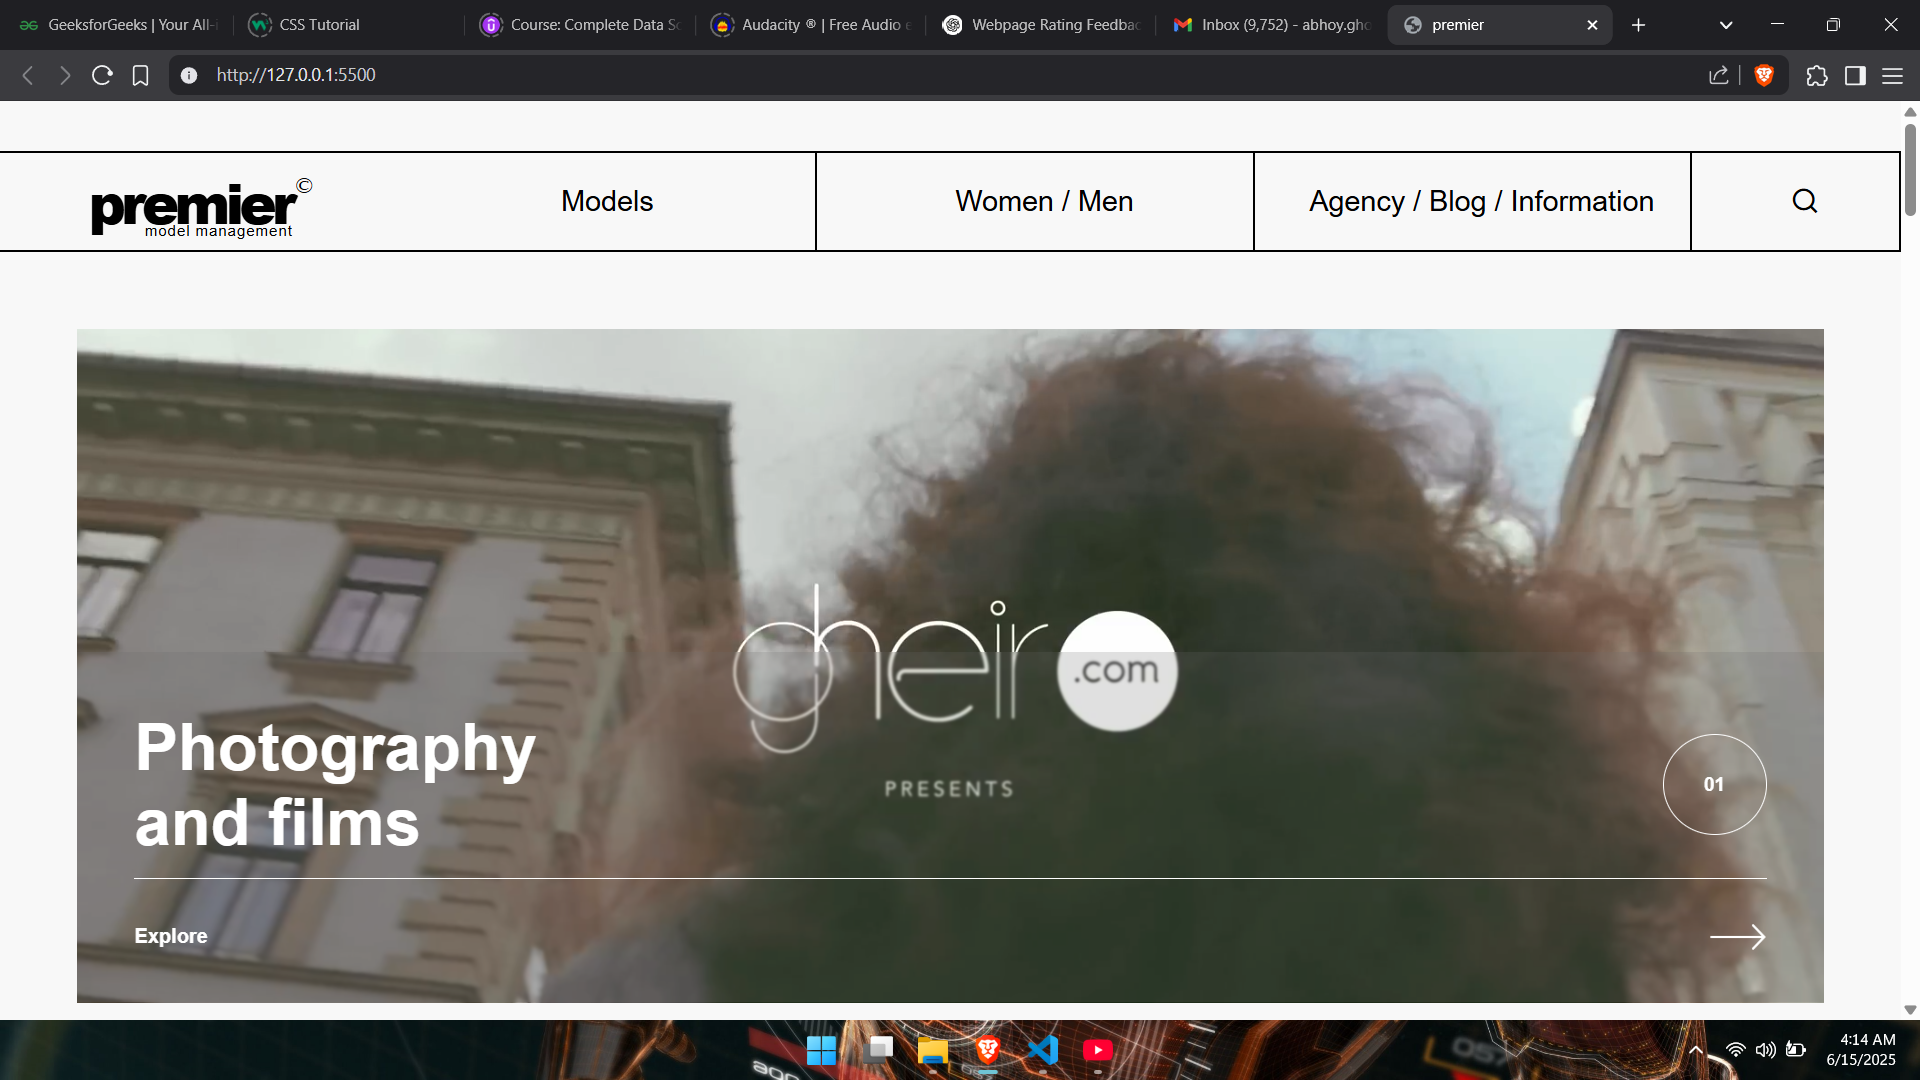 GeeksforGeeks | Your All-i
CSS Tutorial
Course: Complete Data Sc
Audacity ® | Free Audio e
Webpage Rating Feedbac
Inbox (9,752) - abhoy.gho
premier
http://127.0.0.1:5500
premier©
model management
Models
Women / Men
Agency / Blog / Information
gheir.com
PRESENTS
Photography
and films
01
Explore
4:14 AM
6/15/2025